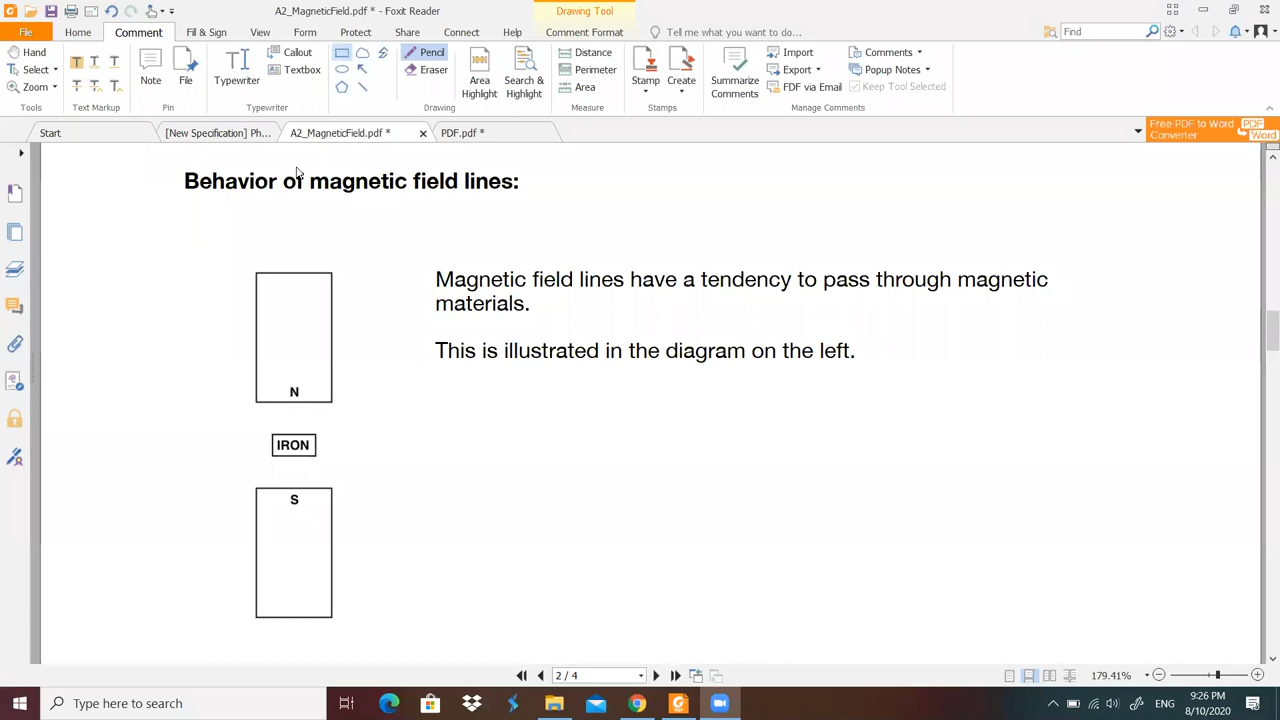 A2_MagneticField.pdf * - Foxit Reader
Drawing Tool
File Home Comment Fill & Sign View Form Protect Share Connect Help Comment Format Tell me what you want to do... Find
Hand
Select
Zoom
Tools
Text Markup
Note
File
Pin
Typewriter
Callout
Textbox
Typewriter
Pencil
Eraser
Drawing
Area Highlight
Search & Highlight
Distance
Perimeter
Area
Measure
Stamp
Create
Stamps
Summarize Comments
Import
Export
FDF via Email
Comments
Popup Notes
Keep Tool Selected
Manage Comments
Start
[New Specification] Ph...
A2_MagneticField.pdf *
PDF.pdf *
Free PDF to Word Converter
PDF
Word
Behavior of magnetic field lines:
Magnetic field lines have a tendency to pass through magnetic
materials.
This is illustrated in the diagram on the left.
N
IRON
S
2 / 4
179.41%
Type here to search
ENG
9:26 PM
8/10/2020